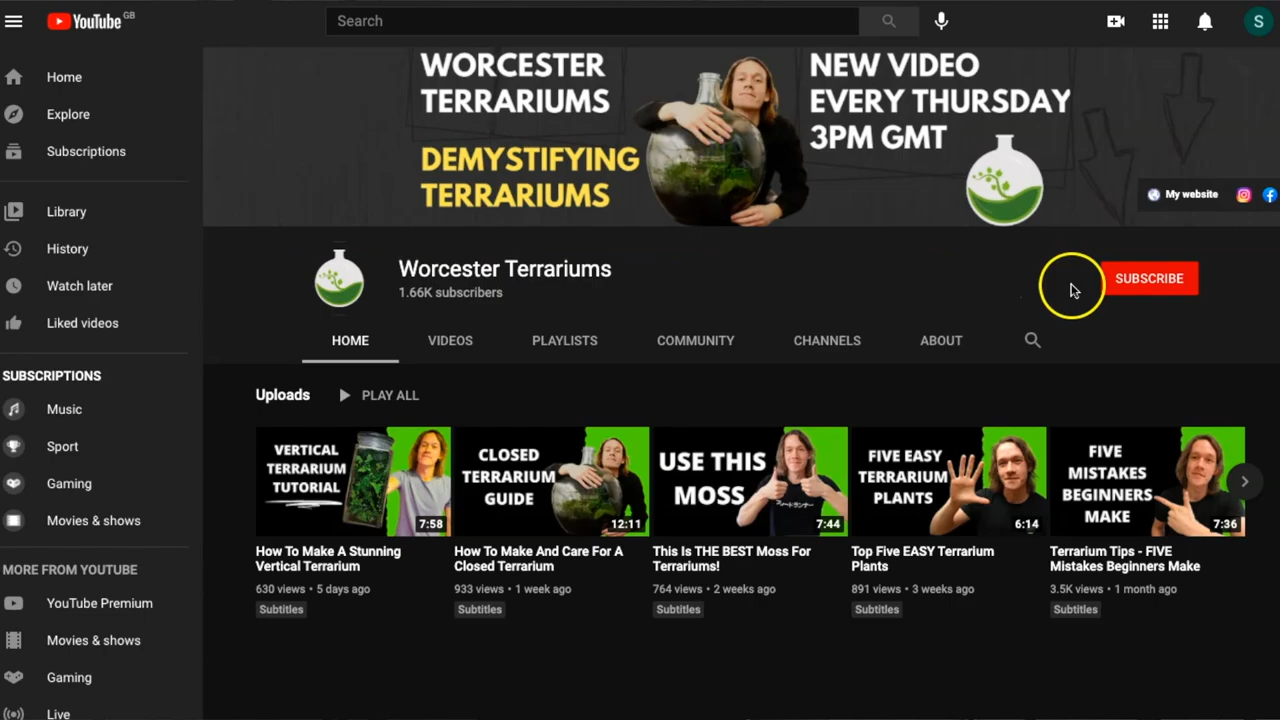 YouTube GB
Search
S
WORCESTER
TERRARIUMS
DEMYSTIFYING
TERRARIUMS
NEW VIDEO
EVERY THURSDAY
3PM GMT
My website
Home
Explore
Subscriptions
Library
History
Watch later
Liked videos
SUBSCRIPTIONS
Music
Sport
Gaming
Movies & shows
MORE FROM YOUTUBE
YouTube Premium
Movies & shows
Gaming
Live
Worcester Terrariums
1.66K subscribers
SUBSCRIBE
HOME VIDEOS PLAYLISTS COMMUNITY CHANNELS ABOUT
Uploads PLAY ALL
VERTICAL
TERRARIUM
TUTORIAL
7:58
How To Make A Stunning
Vertical Terrarium
630 views • 5 days ago
Subtitles
CLOSED
TERRARIUM
GUIDE
12:11
How To Make And Care For A
Closed Terrarium
933 views • 1 week ago
Subtitles
USE THIS
MOSS
7:44
This Is THE BEST Moss For
Terrariums!
764 views • 2 weeks ago
Subtitles
FIVE EASY
TERRARIUM
PLANTS
6:14
Top Five EASY Terrarium
Plants
891 views • 3 weeks ago
Subtitles
FIVE
MISTAKES
BEGINNERS
MAKE
7:36
Terrarium Tips - FIVE
Mistakes Beginners Make
3.5K views • 1 month ago
Subtitles